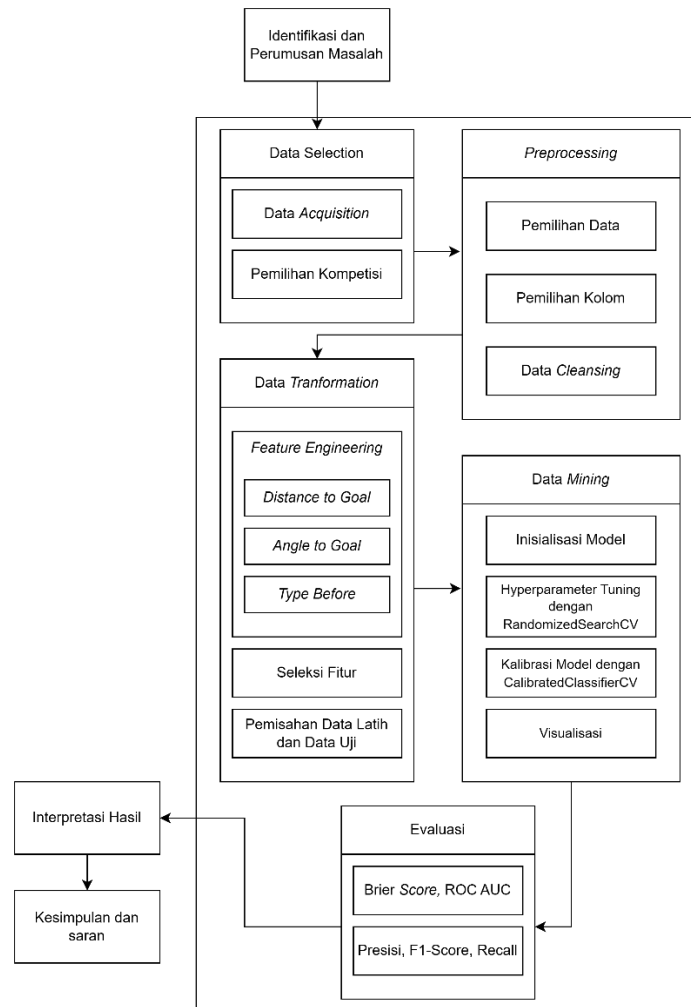 Identifikasi dan
Perumusan Masalah
Data Selection
Data Acquisition
Pemilihan Kompetisi
Preprocessing
Pemilihan Data
Pemilihan Kolom
Data Cleansing
Data Tranformation
Feature Engineering
Distance to Goal
Angle to Goal
Type Before
Seleksi Fitur
Pemisahan Data Latih
dan Data Uji
Data Mining
Inisialisasi Model
Hyperparameter Tuning
dengan
RandomizedSearchCV
Kalibrasi Model dengan
CalibratedClassifierCV
Visualisasi
Evaluasi
Brier Score, ROC AUC
Presisi, F1-Score, Recall
Interpretasi Hasil
Kesimpulan dan
saran